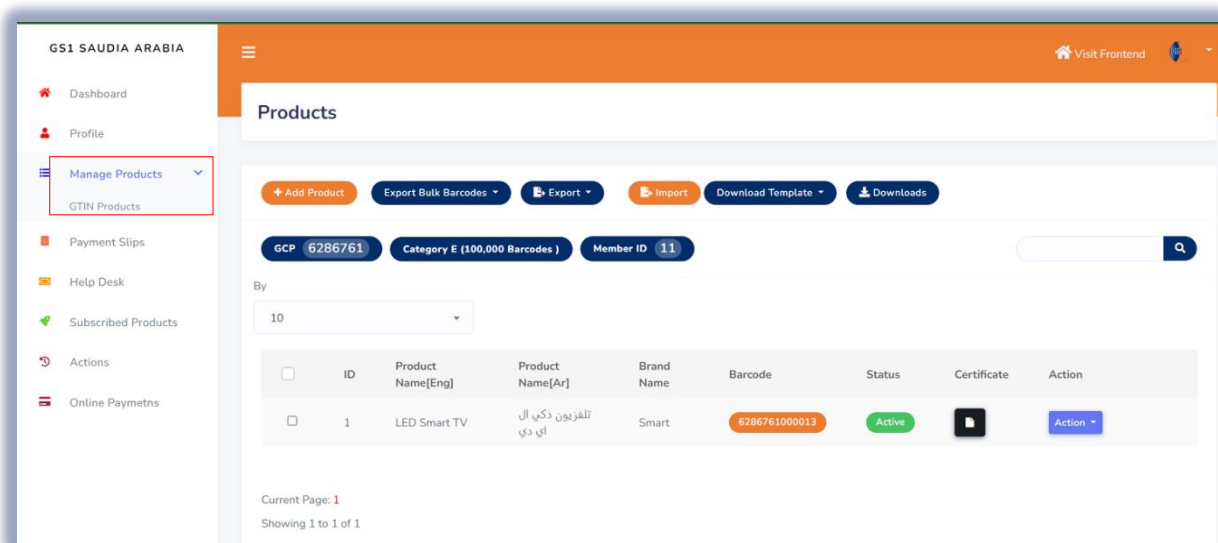 GS1 SAUDIA ARABIA
Visit Frontend
Dashboard
Profile
Manage Products
GTIN Products
Payment Slips
Help Desk
Subscribed Products
Actions
Online Paymetns
Products
+ Add Product Export Bulk Barcodes Export Import Download Template Downloads
GCP 6286761 Category E (100,000 Barcodes ) Member ID 11
By
10
ID Product Name[Eng] Product Name[Ar] Brand Name Barcode Status Certificate Action
1 LED Smart TV تلفزيون ذكي ال اي دي Smart 6286761000013 Active Action
Current Page: 1
Showing 1 to 1 of 1